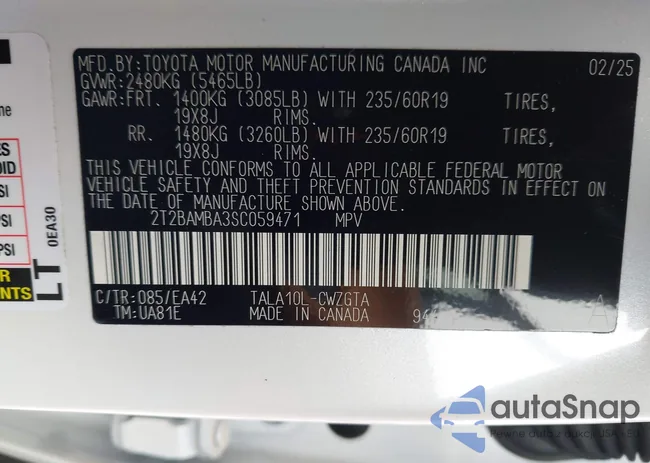 MFD.BY:TOYOTA MOTOR MANUFACTURING CANADA INC 02/25
GVWR:2480KG (5465LB)
GAWR:FRT. 1400KG (3085LB) WITH 235/60R19 TIRES,
19X8J RIMS.
RR. 1480KG (3260LB) WITH 235/60R19 TIRES,
19X8J RIMS.
THIS VEHICLE CONFORMS TO ALL APPLICABLE FEDERAL MOTOR
VEHICLE SAFETY AND THEFT PREVENTION STANDARDS IN EFFECT ON
THE DATE OF MANUFACTURE SHOWN ABOVE.
2T2BAMBA3SC059471 MPV
C/TR:085/EA42 TALA10L-CWZGTA A
TM:UA81E MADE IN CANADA
LT
0EA30
PSI
autaSnap